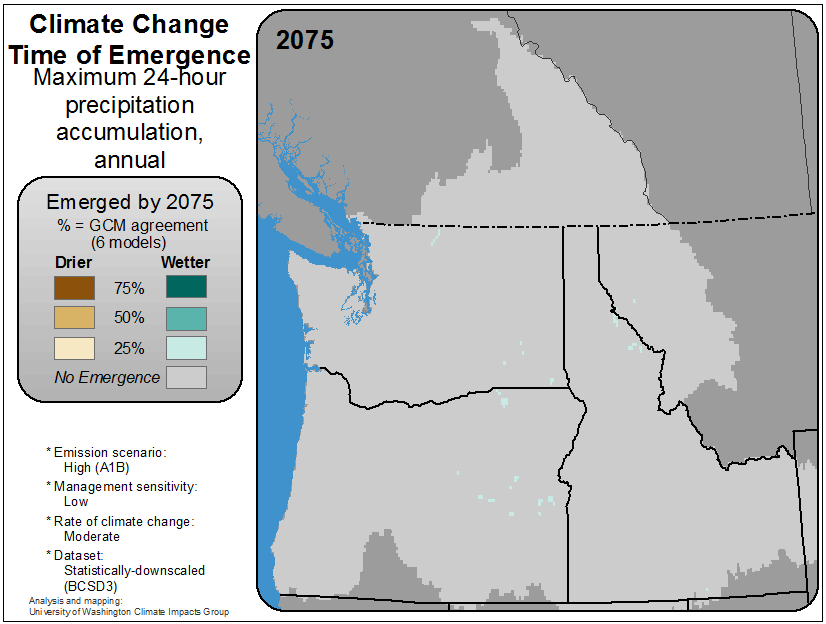 Climate Change
Time of Emergence
Maximum 24-hour
precipitation
accumulation,
annual
Emerged by 2075
% = GCM agreement
(6 models)
Drier Wetter
75%
50%
25%
No Emergence
* Emission scenario:
High (A1B)
* Management sensitivity:
Low
* Rate of climate change:
Moderate
* Dataset:
Statistically-downscaled
(BCSD3)
Analysis and mapping:
University of Washington Climate Impacts Group
2075